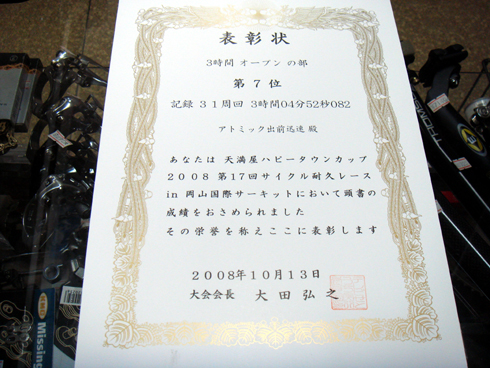 表彰状
3時間 オープン の部
第 7 位
記録 31周回 3時間04分52秒082
アトミック出前迅速 殿
あなたは 天満屋ハピータウンカップ
2008 第17回サイクル耐久レース
in 岡山国際サーキットにおいて頭書の
成績をおさめられました
その栄誉を称えここに表彰します
2008年10月13日
大会会長 大田弘之
THOMSON
Missin